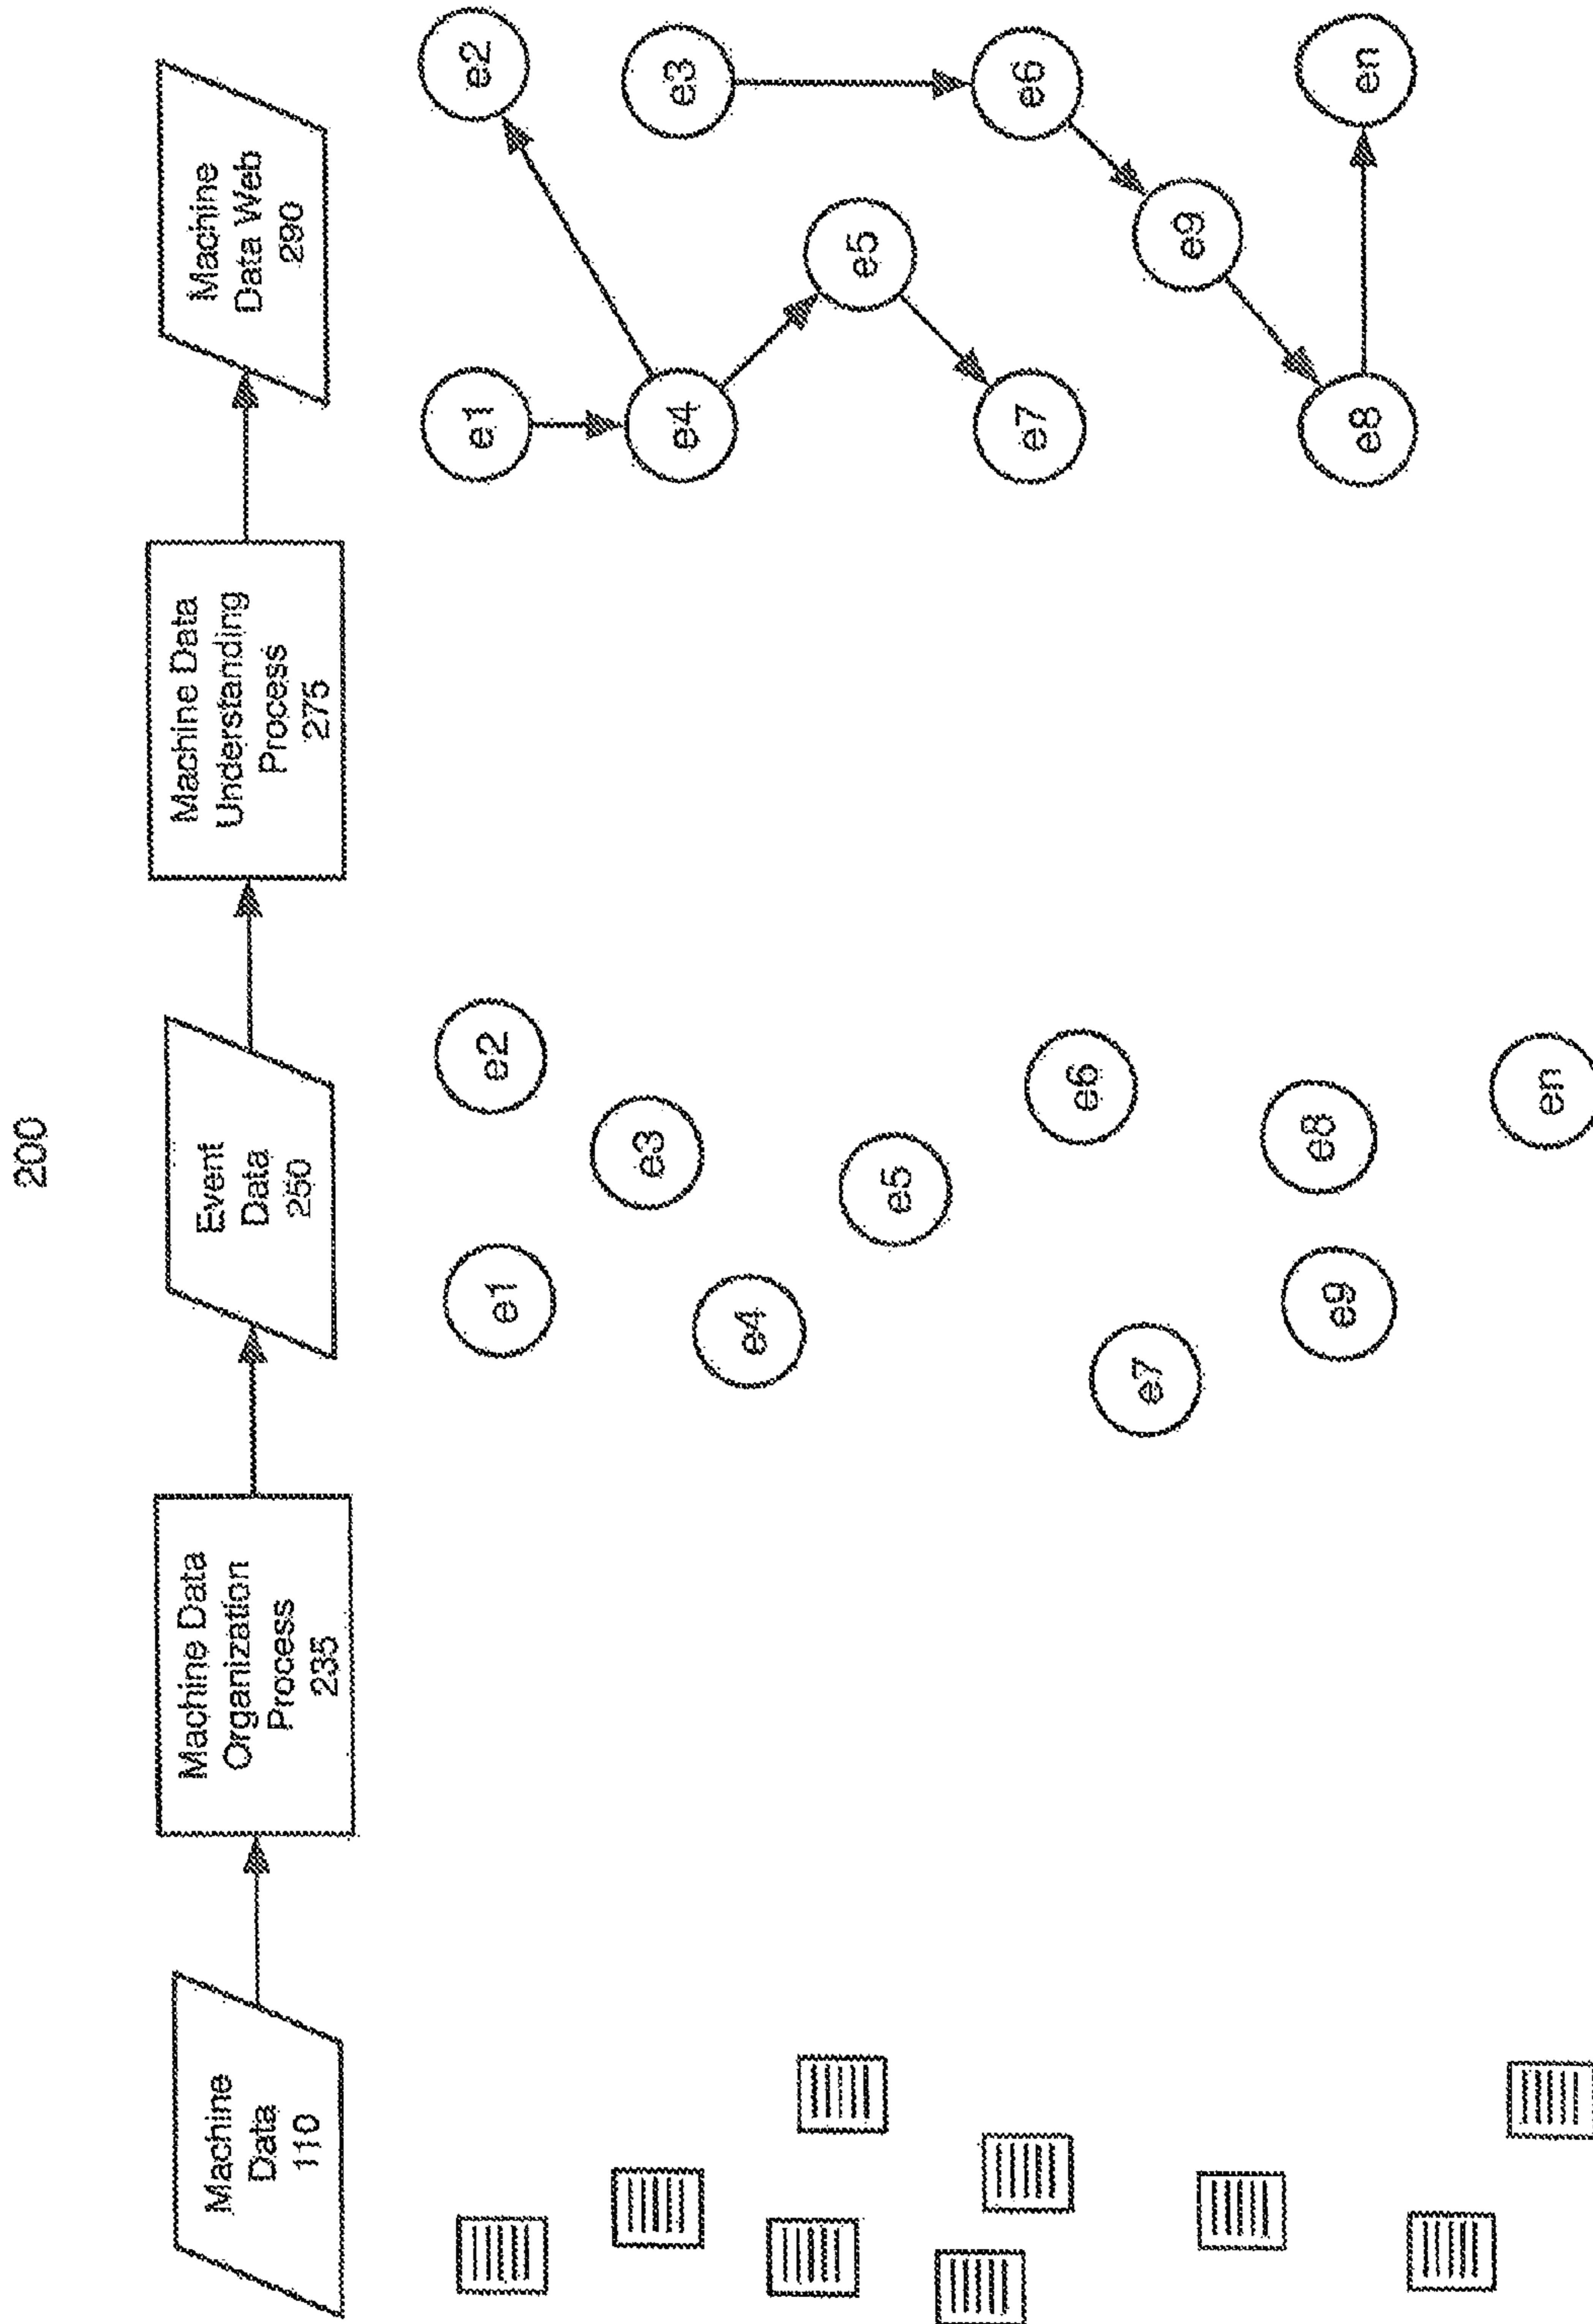 200
Machine
Data
110
Machine Data
Organization
Process
235
Event
Data
250
Machine Data
Understanding
Process
275
Machine
Data Web
290
e1
e2
e3
e4
e5
e6
e7
e8
e9
en
e1
e2
e4
e3
e5
e7
e6
e9
e8
en